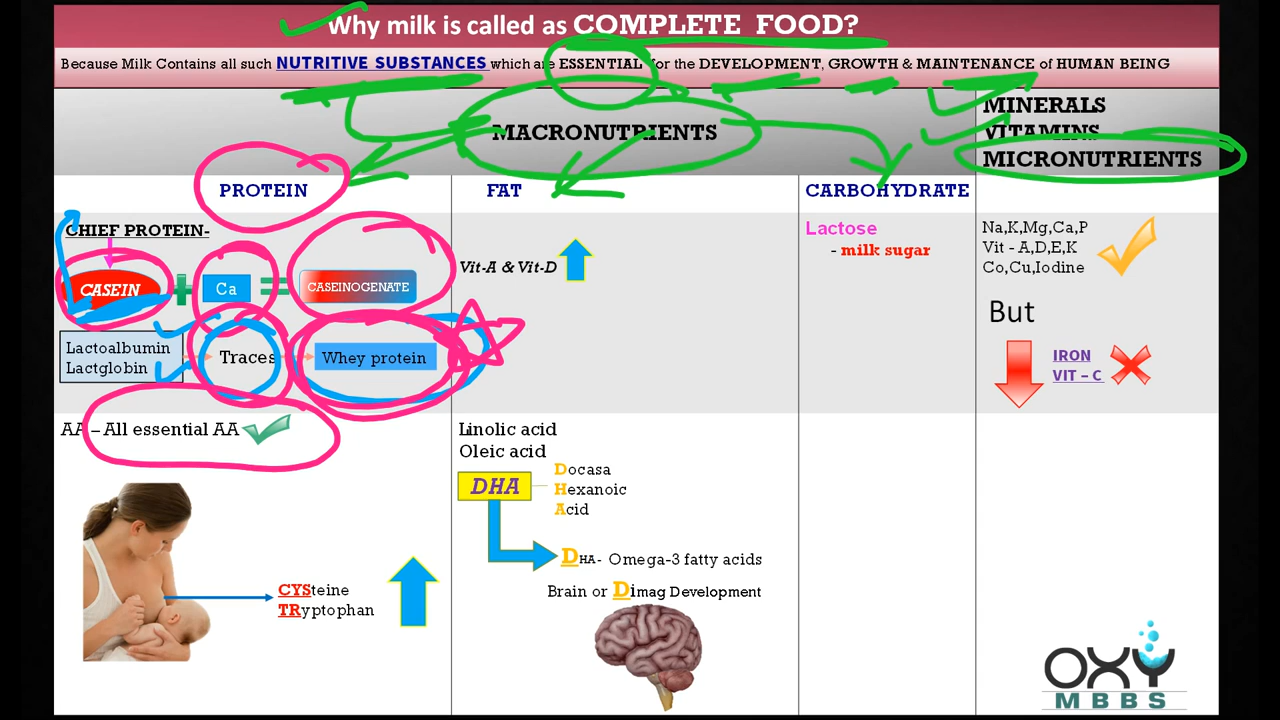 Why milk is called as COMPLETE FOOD?
Because Milk Contains all such NUTRITIVE SUBSTANCES which are ESSENTIAL for the DEVELOPMENT, GROWTH & MAINTENANCE of HUMAN BEING
MACRONUTRIENTS
MINERALS
VITAMINS
MICRONUTRIENTS
PROTEIN
FAT
CARBOHYDRATE
CHIEF PROTEIN-
CASEIN
Ca
CASEINOGENATE
Lactoalbumin
Lactglobin
Traces
Whey protein
AA – All essential AA
CYSteine
TRyptophan
Vit-A & Vit-D
Linolic acid
Oleic acid
DHA
Docasa
Hexanoic
Acid
DHA- Omega-3 fatty acids
Brain or Dimag Development
Lactose
- milk sugar
Na,K,Mg,Ca,P
Vit - A,D,E,K
Co,Cu,Iodine
But
IRON
VIT – C
OXY
MBBS